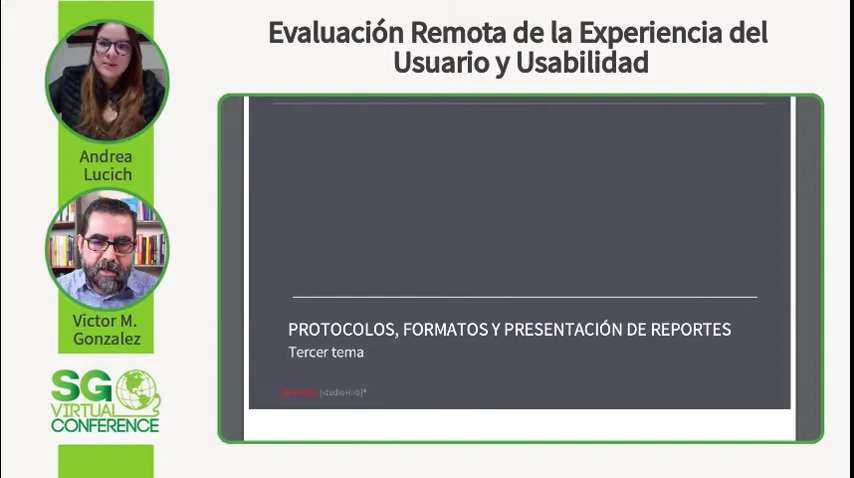 Evaluación Remota de la Experiencia del
Usuario y Usabilidad
Andrea
Lucich
Victor M.
Gonzalez
SG
VIRTUAL
CONFERENCE
PROTOCOLOS, FORMATOS Y PRESENTACIÓN DE REPORTES
Tercer tema